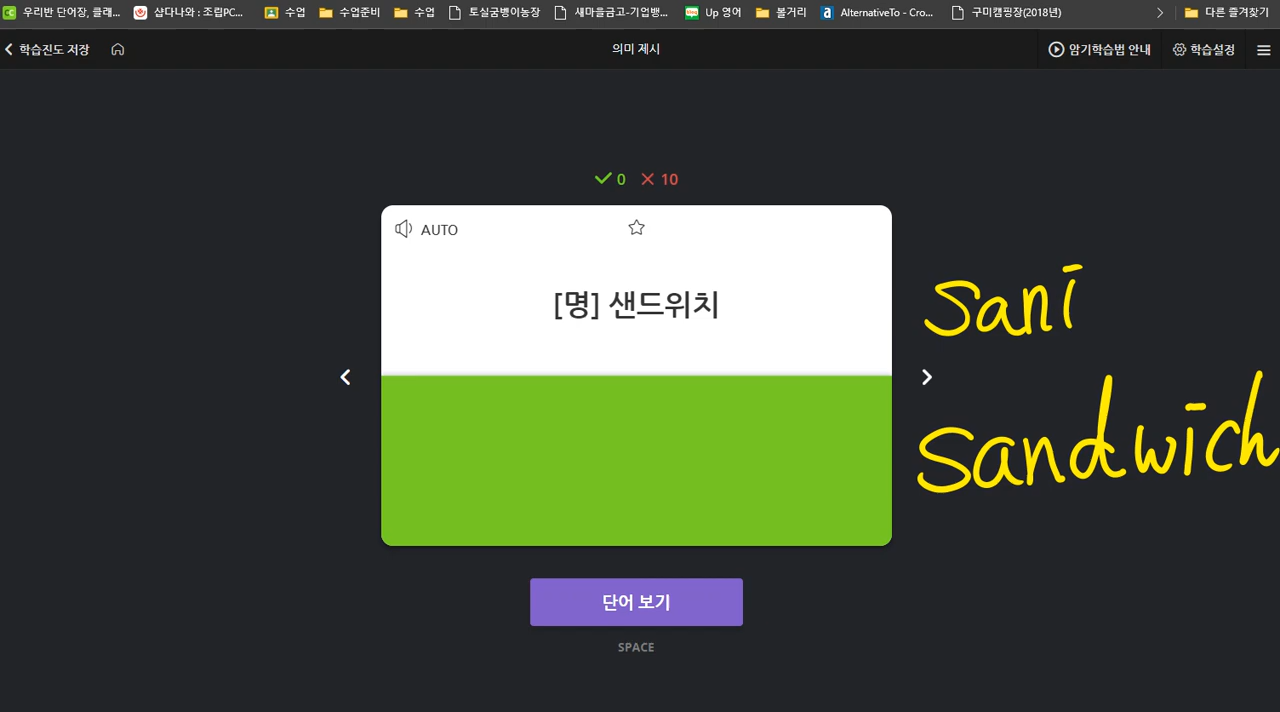 우리반 단어장, 클래... 샵다나와 : 조립PC... 수업 수업준비 수업 토실굼벵이농장 새마을금고-기업뱅... Up 영어 볼거리 AlternativeTo - Cro... 구미캠핑장(2018년) 다른 즐겨찾기
학습진도 저장 의미 제시 암기학습법 안내 학습설정
0 10
AUTO
[명] 샌드위치
sani
sandwich
단어 보기
SPACE